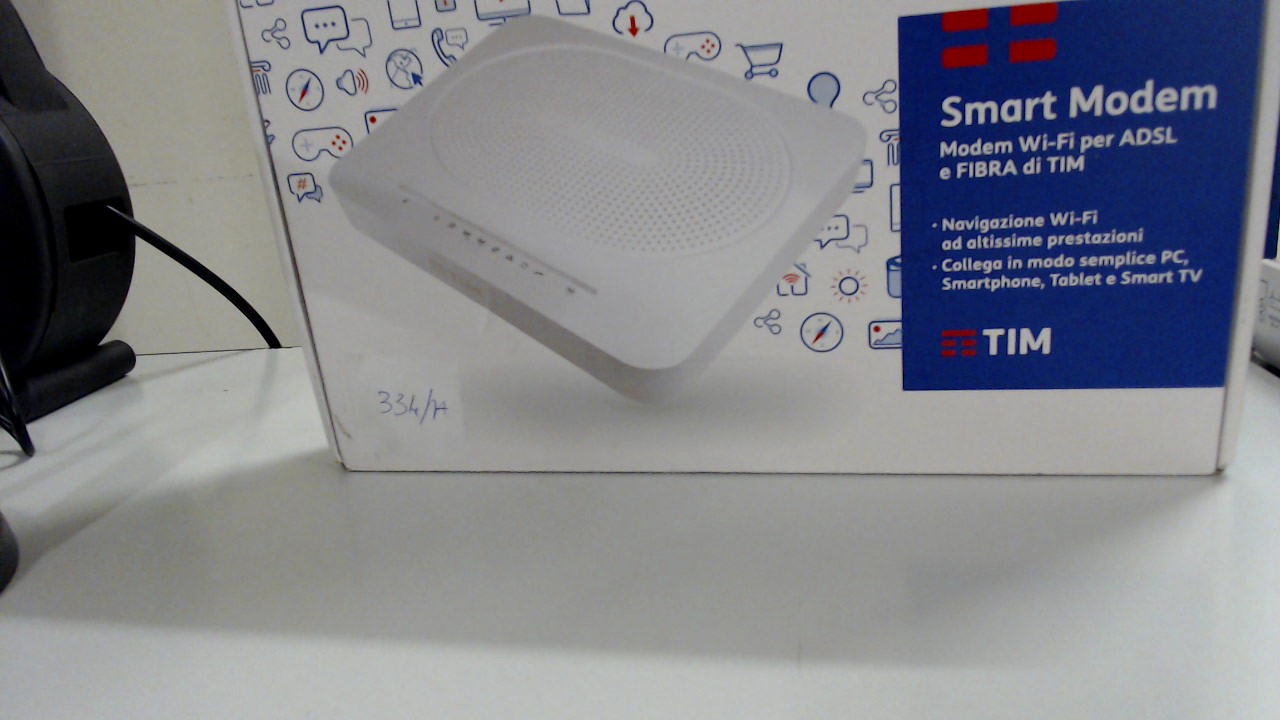 Smart Modem
Modem Wi-Fi per ADSL
e FIBRA di TIM
· Navigazione Wi-Fi
ad altissime prestazioni
· Collega in modo semplice PC,
Smartphone, Tablet e Smart TV
TIM
#
334/A